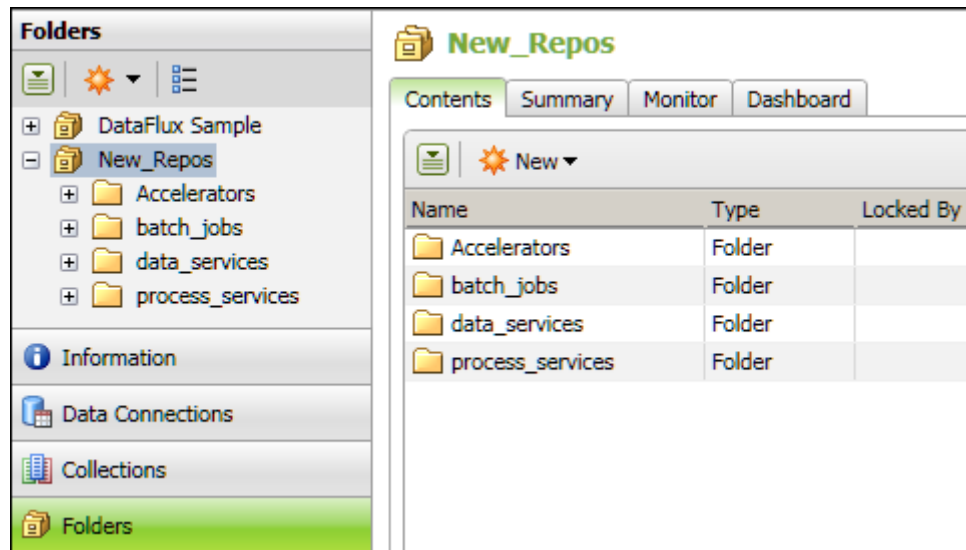 Folders
DataFlux Sample
New_Repos
Accelerators
batch_jobs
data_services
process_services
Information
Data Connections
Collections
Folders
New_Repos
Contents Summary Monitor Dashboard
New
Name Type Locked By
Accelerators Folder
batch_jobs Folder
data_services Folder
process_services Folder